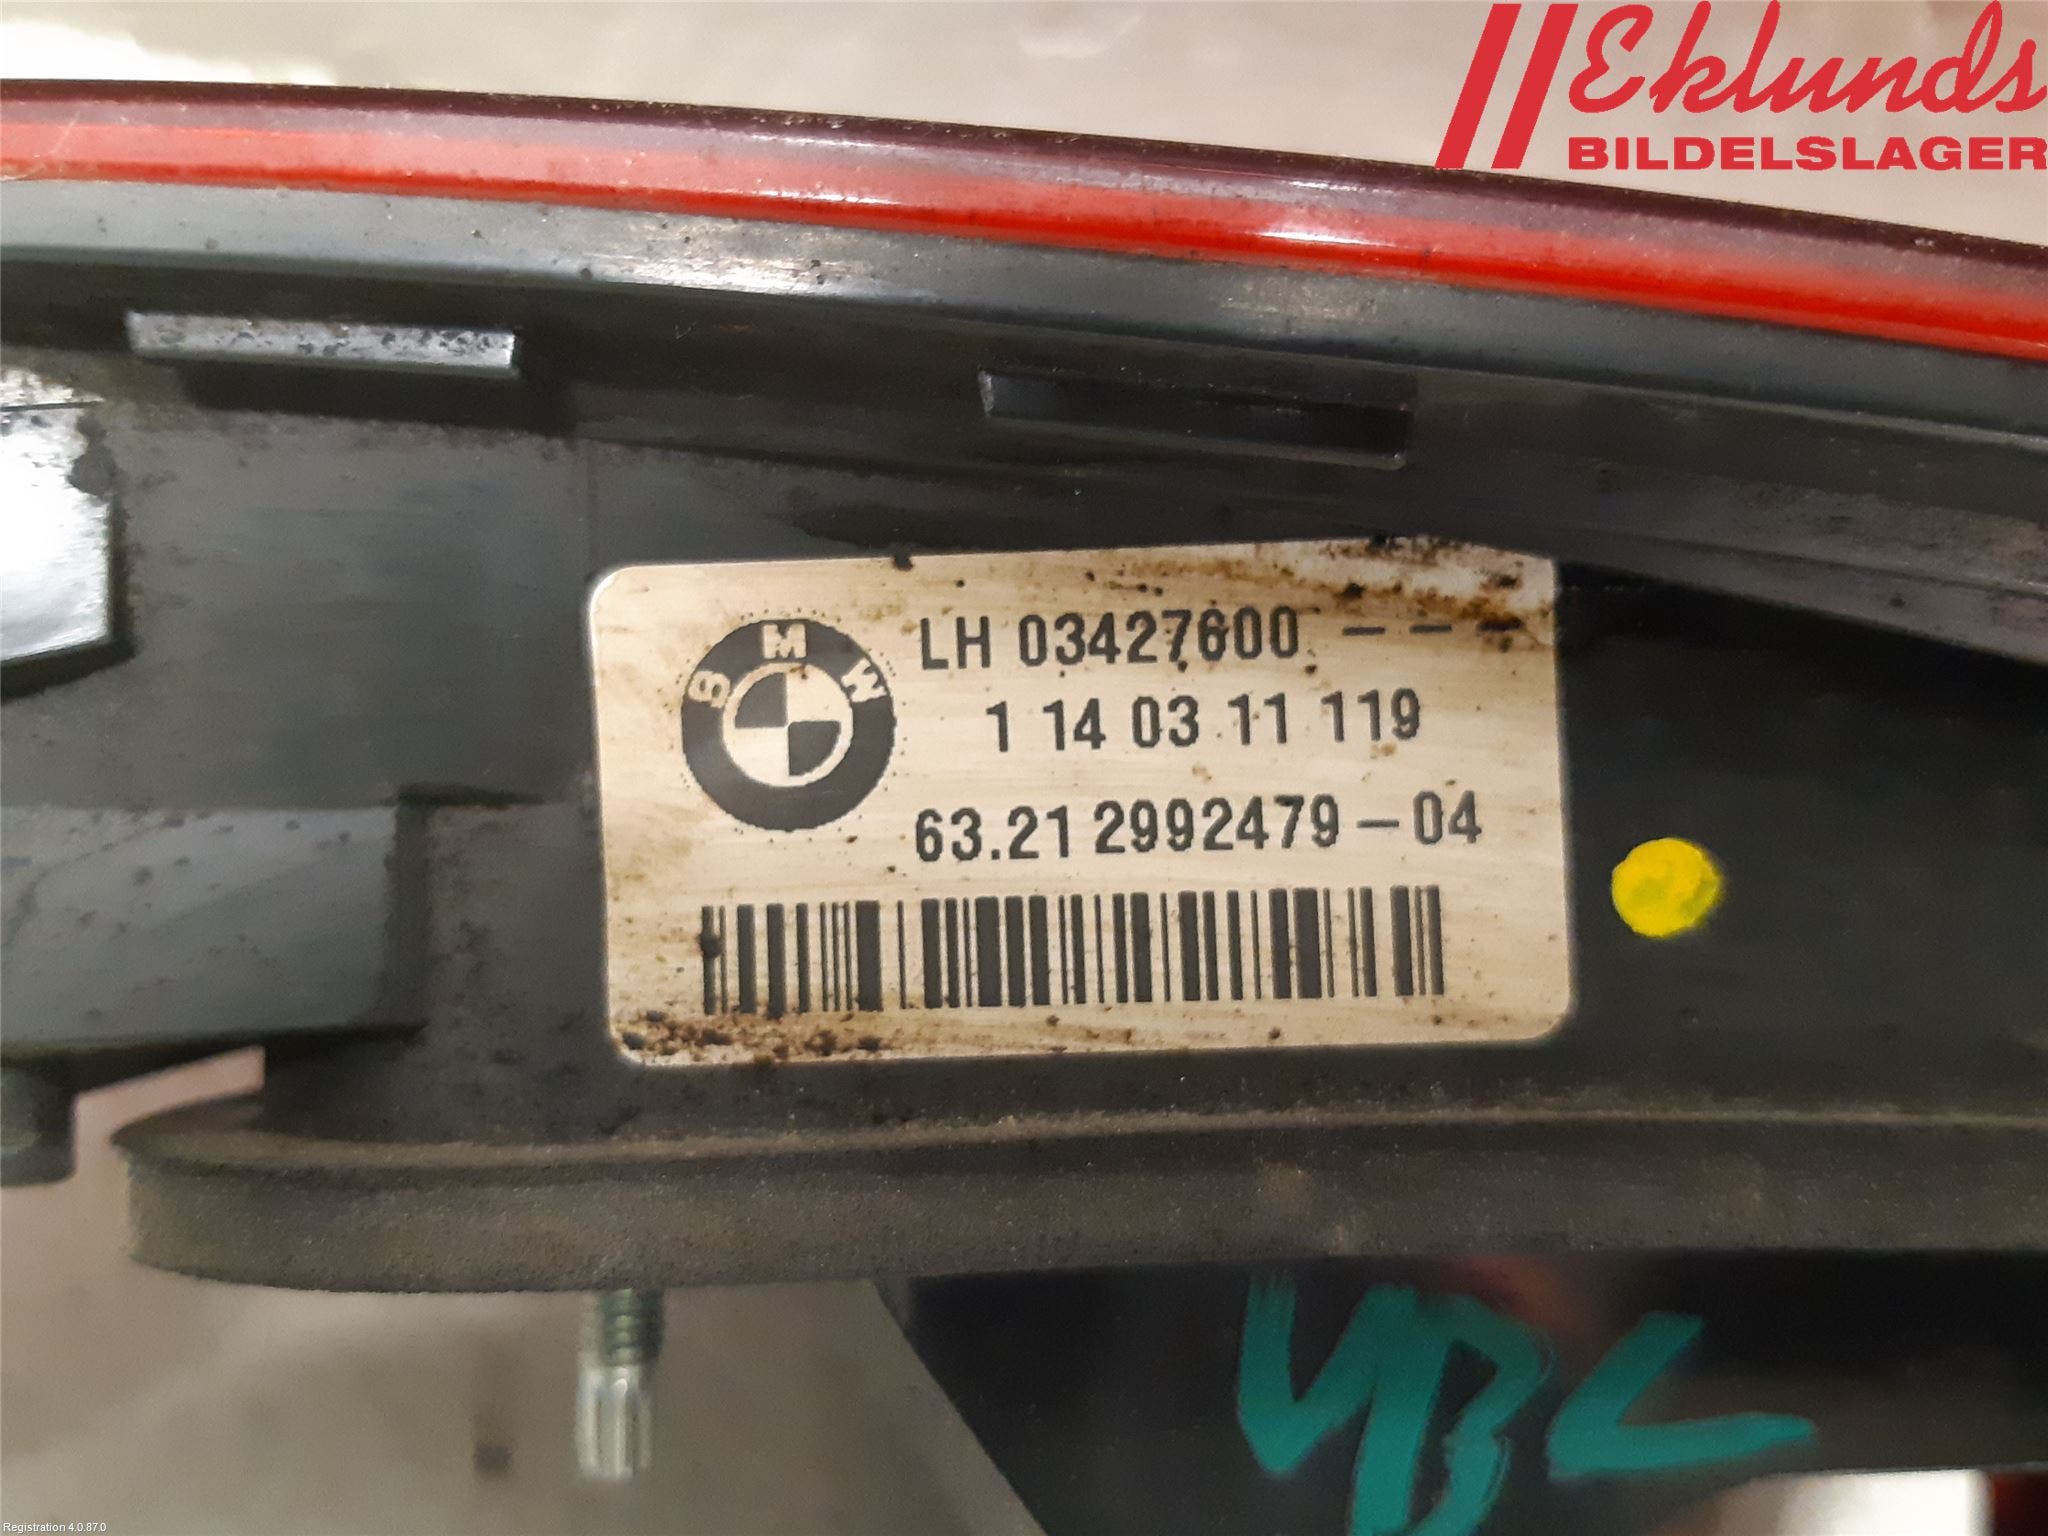 Eklunds
BILDELSLAGER
BMW
LH 03427600 - - -
1 14 03 11 119
63.21 2992479-04
Registration 4.0.87.0